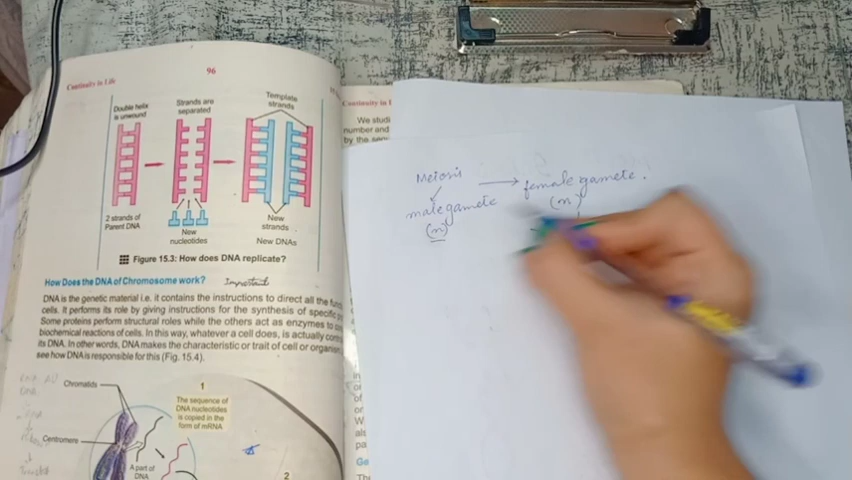 Continuity in Life
96
Double helix
is unwound
Strands are
separated
Template
strands
2 strands of
Parent DNA
New
nucleotides
New
strands
New DNAs
Figure 15.3: How does DNA replicate?
How Does the DNA of Chromosome work? Important
DNA is the genetic material i.e. it contains the instructions to direct all the
cells. It performs its role by giving instructions for the synthesis of specific
Some proteins perform structural roles while the others act as enzymes to
biochemical reactions of cells. In this way, whatever a cell does, is actually
its DNA. In other words, DNA makes the characteristic or trait of cell or
see how DNA is responsible for this (Fig. 15.4).
Chromatids
Centromere
A part of
DNA
1
The sequence of
DNA nucleotides
is copied in the
form of mRNA
2
Continuity in
We studi
number and
by the
Meiosis
male gamete
(n)
female gamete.
(n)